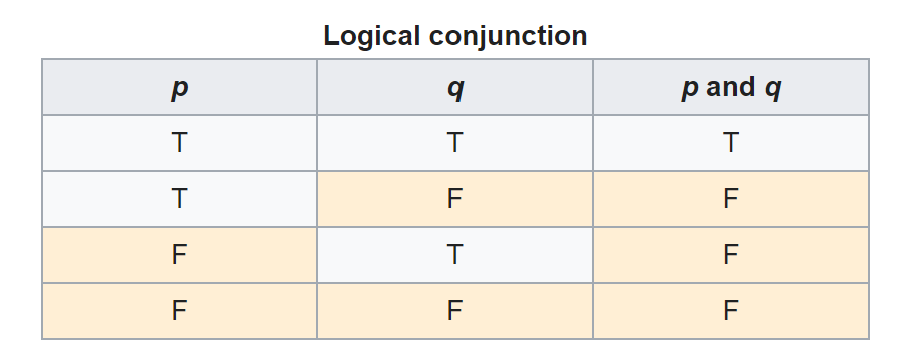 Logical conjunction
p q p and q
T T T
T F F
F T F
F F F